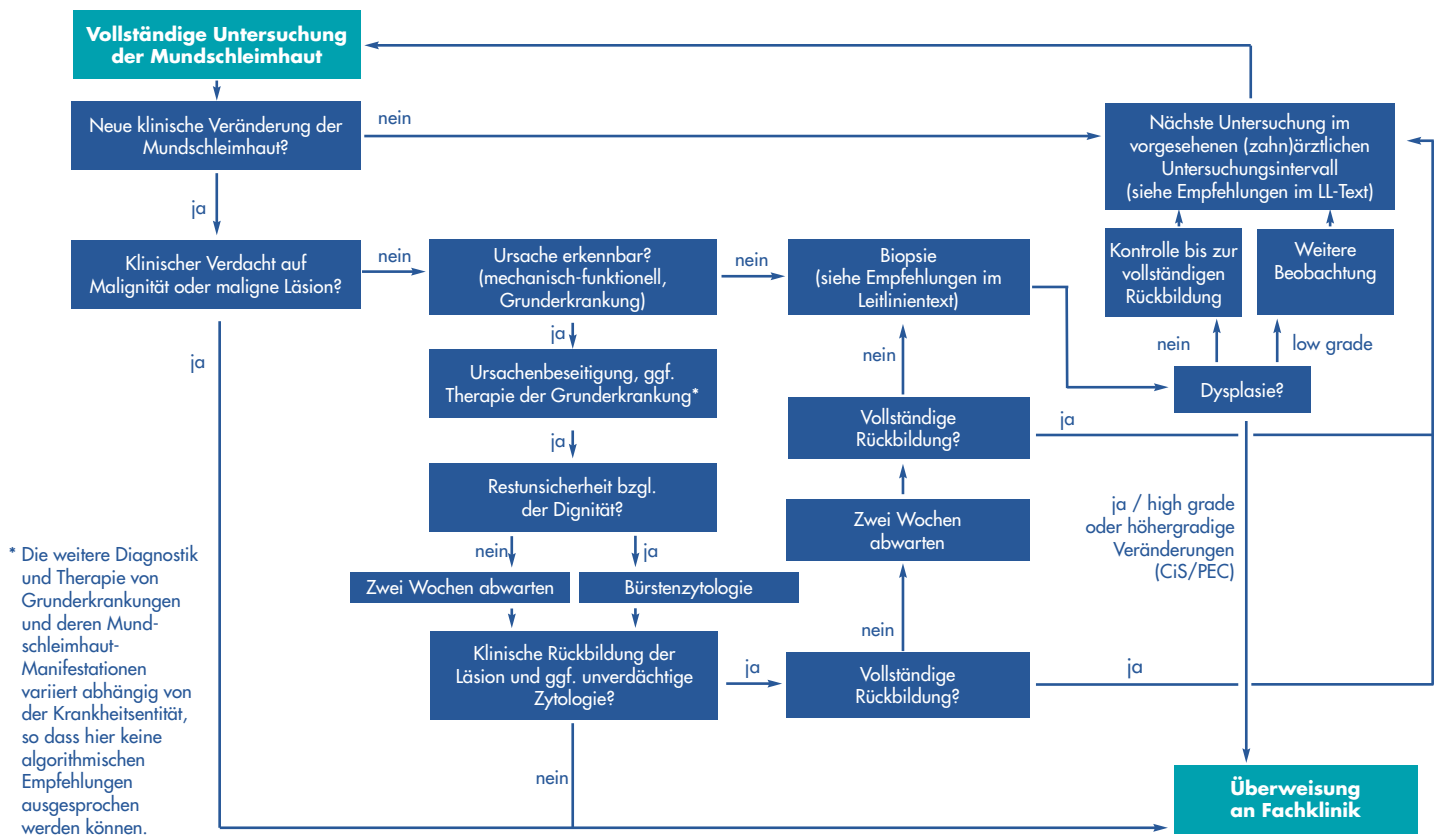 Vollständige Untersuchung
der Mundschleimhaut
Neue klinische Veränderung der
Mundschleimhaut?
nein
Nächste Untersuchung im
vorgesehenen (zahn)ärztlichen
Untersuchungsintervall
(siehe Empfehlungen im LL-Text)
ja
Klinischer Verdacht auf
Malignität oder maligne Läsion?
nein
Ursache erkennbar?
(mechanisch-funktionell,
Grunderkrankung)
nein
Biopsie
(siehe Empfehlungen im
Leitlinientext)
Kontrolle bis zur
vollständigen
Rückbildung
Weitere
Beobachtung
ja
ja
nein
nein
low grade
Ursachenbeseitigung, ggf.
Therapie der Grunderkrankung*
Dysplasie?
ja
Vollständige
Rückbildung?
ja
Restunsicherheit bzgl.
der Dignität?
Zwei Wochen
abwarten
ja / high grade
oder höhergradige
Veränderungen
(CiS/PEC)
nein
ja
Zwei Wochen abwarten
Bürstenzytologie
nein
Klinische Rückbildung der
Läsion und ggf. unverdächtige
Zytologie?
ja
Vollständige
Rückbildung?
ja
nein
* Die weitere Diagnostik
und Therapie von
Grunderkrankungen
und deren Mund-
schleimhaut-
Manifestationen
variiert abhängig von
der Krankheitsentität,
so dass hier keine
algorithmischen
Empfehlungen
ausgesprochen
werden können.
Überweisung
an Fachklinik